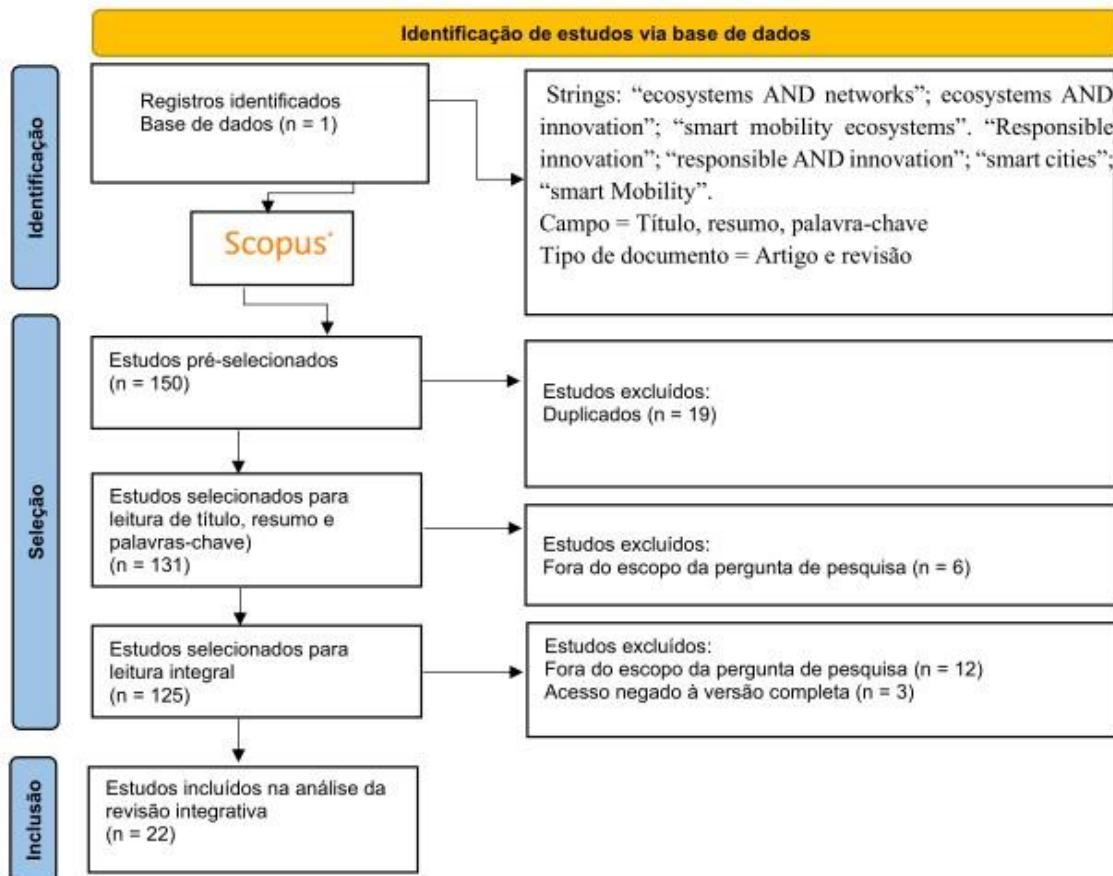 Identificação de estudos via base de dados
Identificação
Registros identificados
Base de dados (n = 1)
Scopus
Strings: “ecosystems AND networks”; ecosystems AND
innovation”; “smart mobility ecosystems”. “Responsible
innovation”; “responsible AND innovation”; “smart cities”;
“smart Mobility”.
Campo = Título, resumo, palavra-chave
Tipo de documento = Artigo e revisão
Seleção
Estudos pré-selecionados
(n = 150)
Estudos excluídos:
Duplicados (n = 19)
Estudos selecionados para
leitura de título, resumo e
palavras-chave)
(n = 131)
Estudos excluídos:
Fora do escopo da pergunta de pesquisa (n = 6)
Estudos selecionados para
leitura integral
(n = 125)
Estudos excluídos:
Fora do escopo da pergunta de pesquisa (n = 12)
Acesso negado à versão completa (n = 3)
Inclusão
Estudos incluídos na análise da
revisão integrativa
(n = 22)